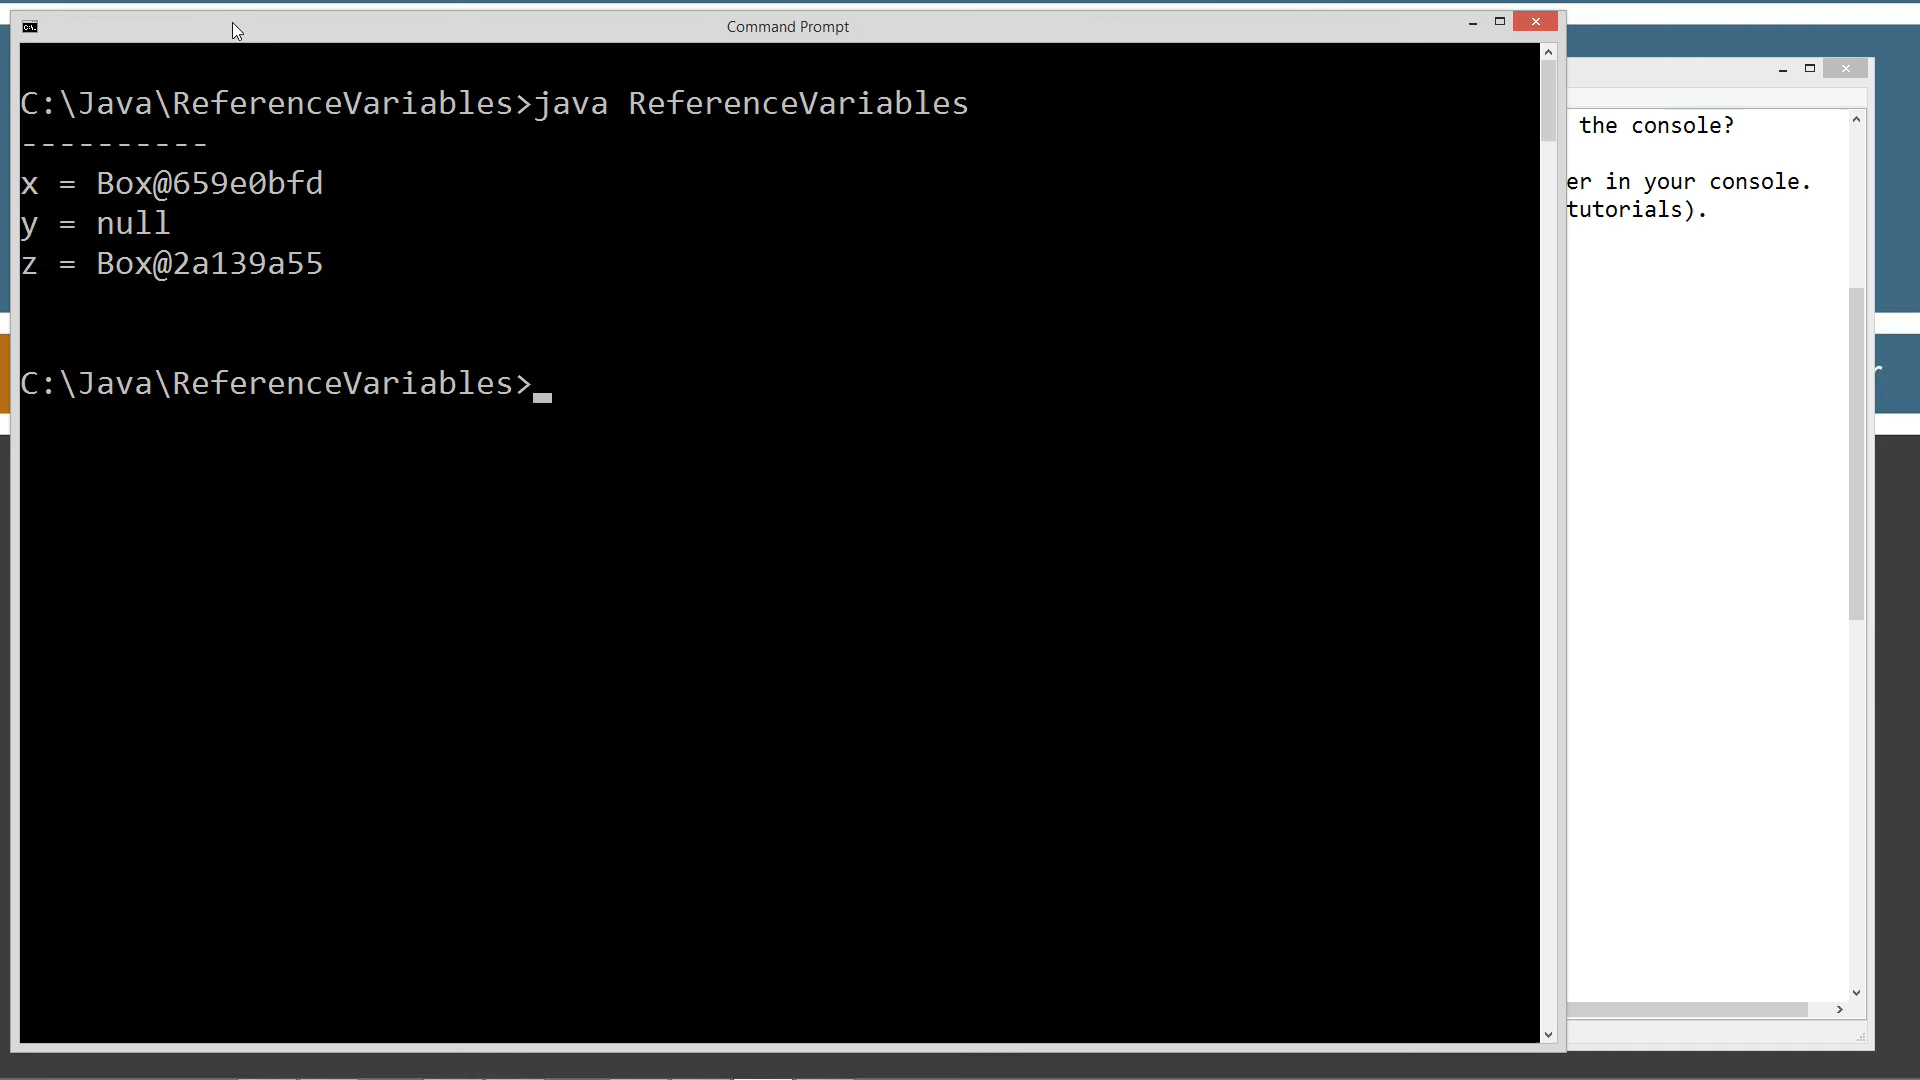 Command Prompt
C:\Java\ReferenceVariables>java ReferenceVariables
----------
x = Box@659e0bfd
y = null
z = Box@2a139a55
C:\Java\ReferenceVariables>
the console?
er in your console.
tutorials).